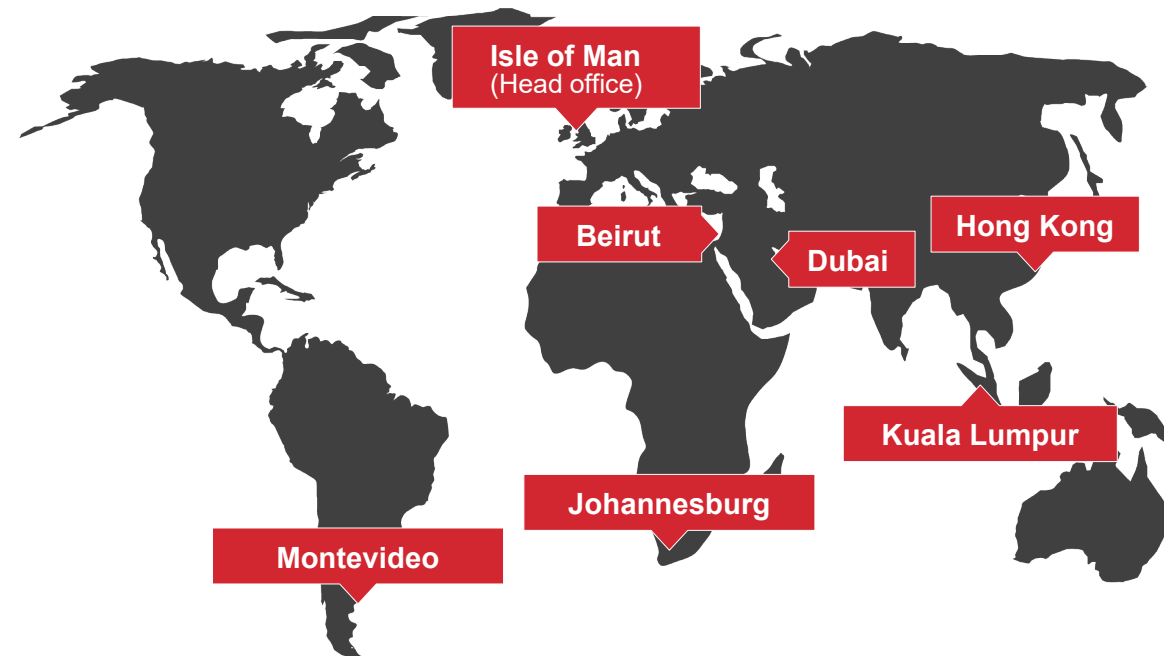 Isle of Man
(Head office)
Beirut
Dubai
Hong Kong
Kuala Lumpur
Johannesburg
Montevideo